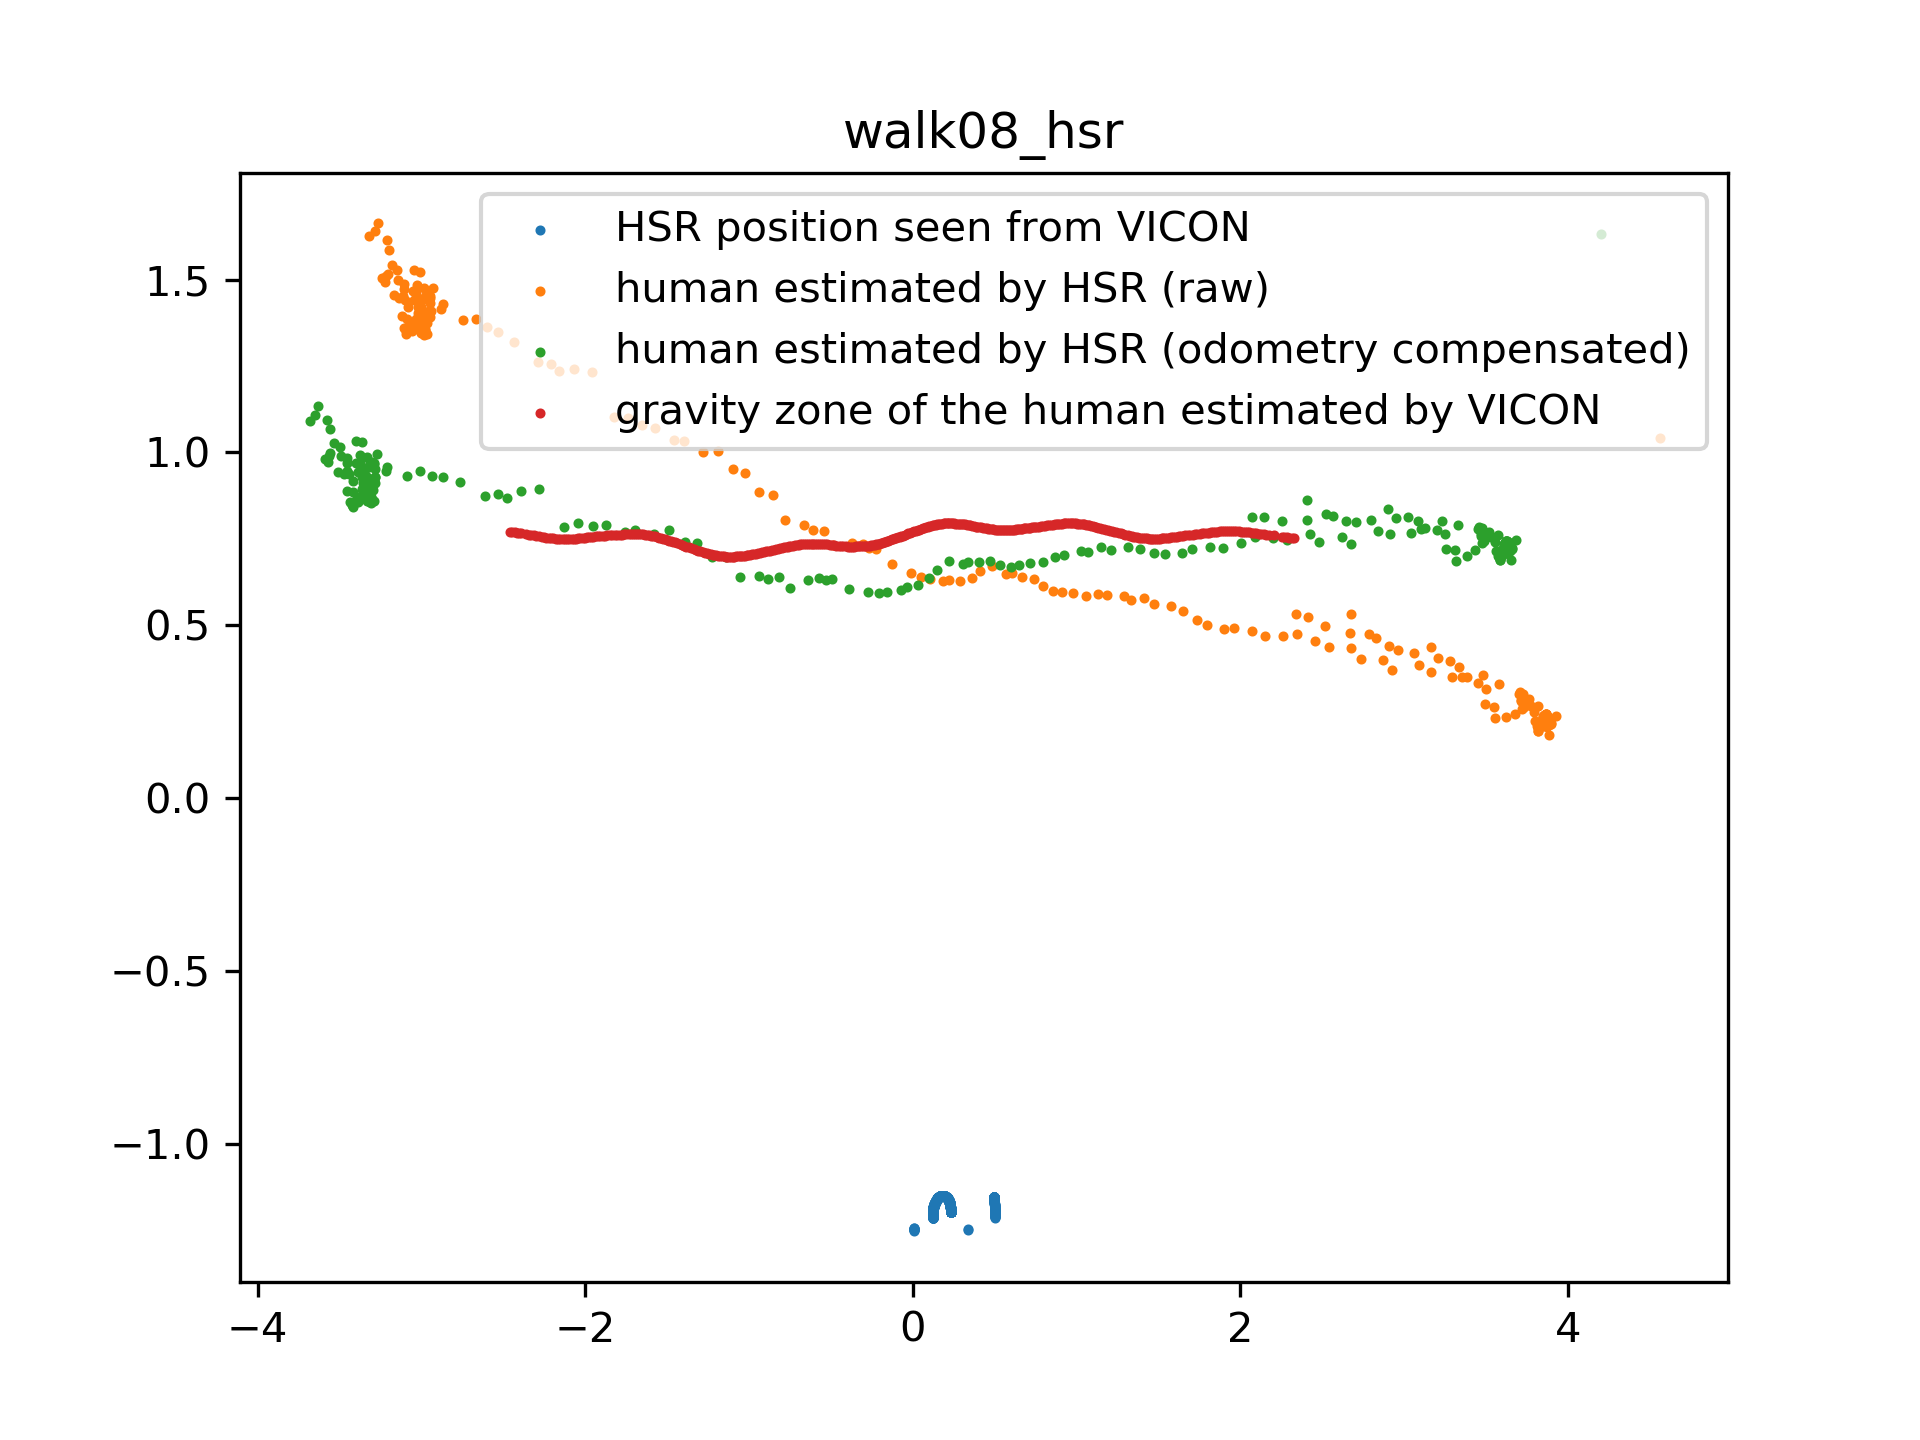 walk08_hsr
HSR position seen from VICON
human estimated by HSR (raw)
human estimated by HSR (odometry compensated)
gravity zone of the human estimated by VICON
1.5
1.0
0.5
0.0
−0.5
−1.0
−4 −2 0 2 4